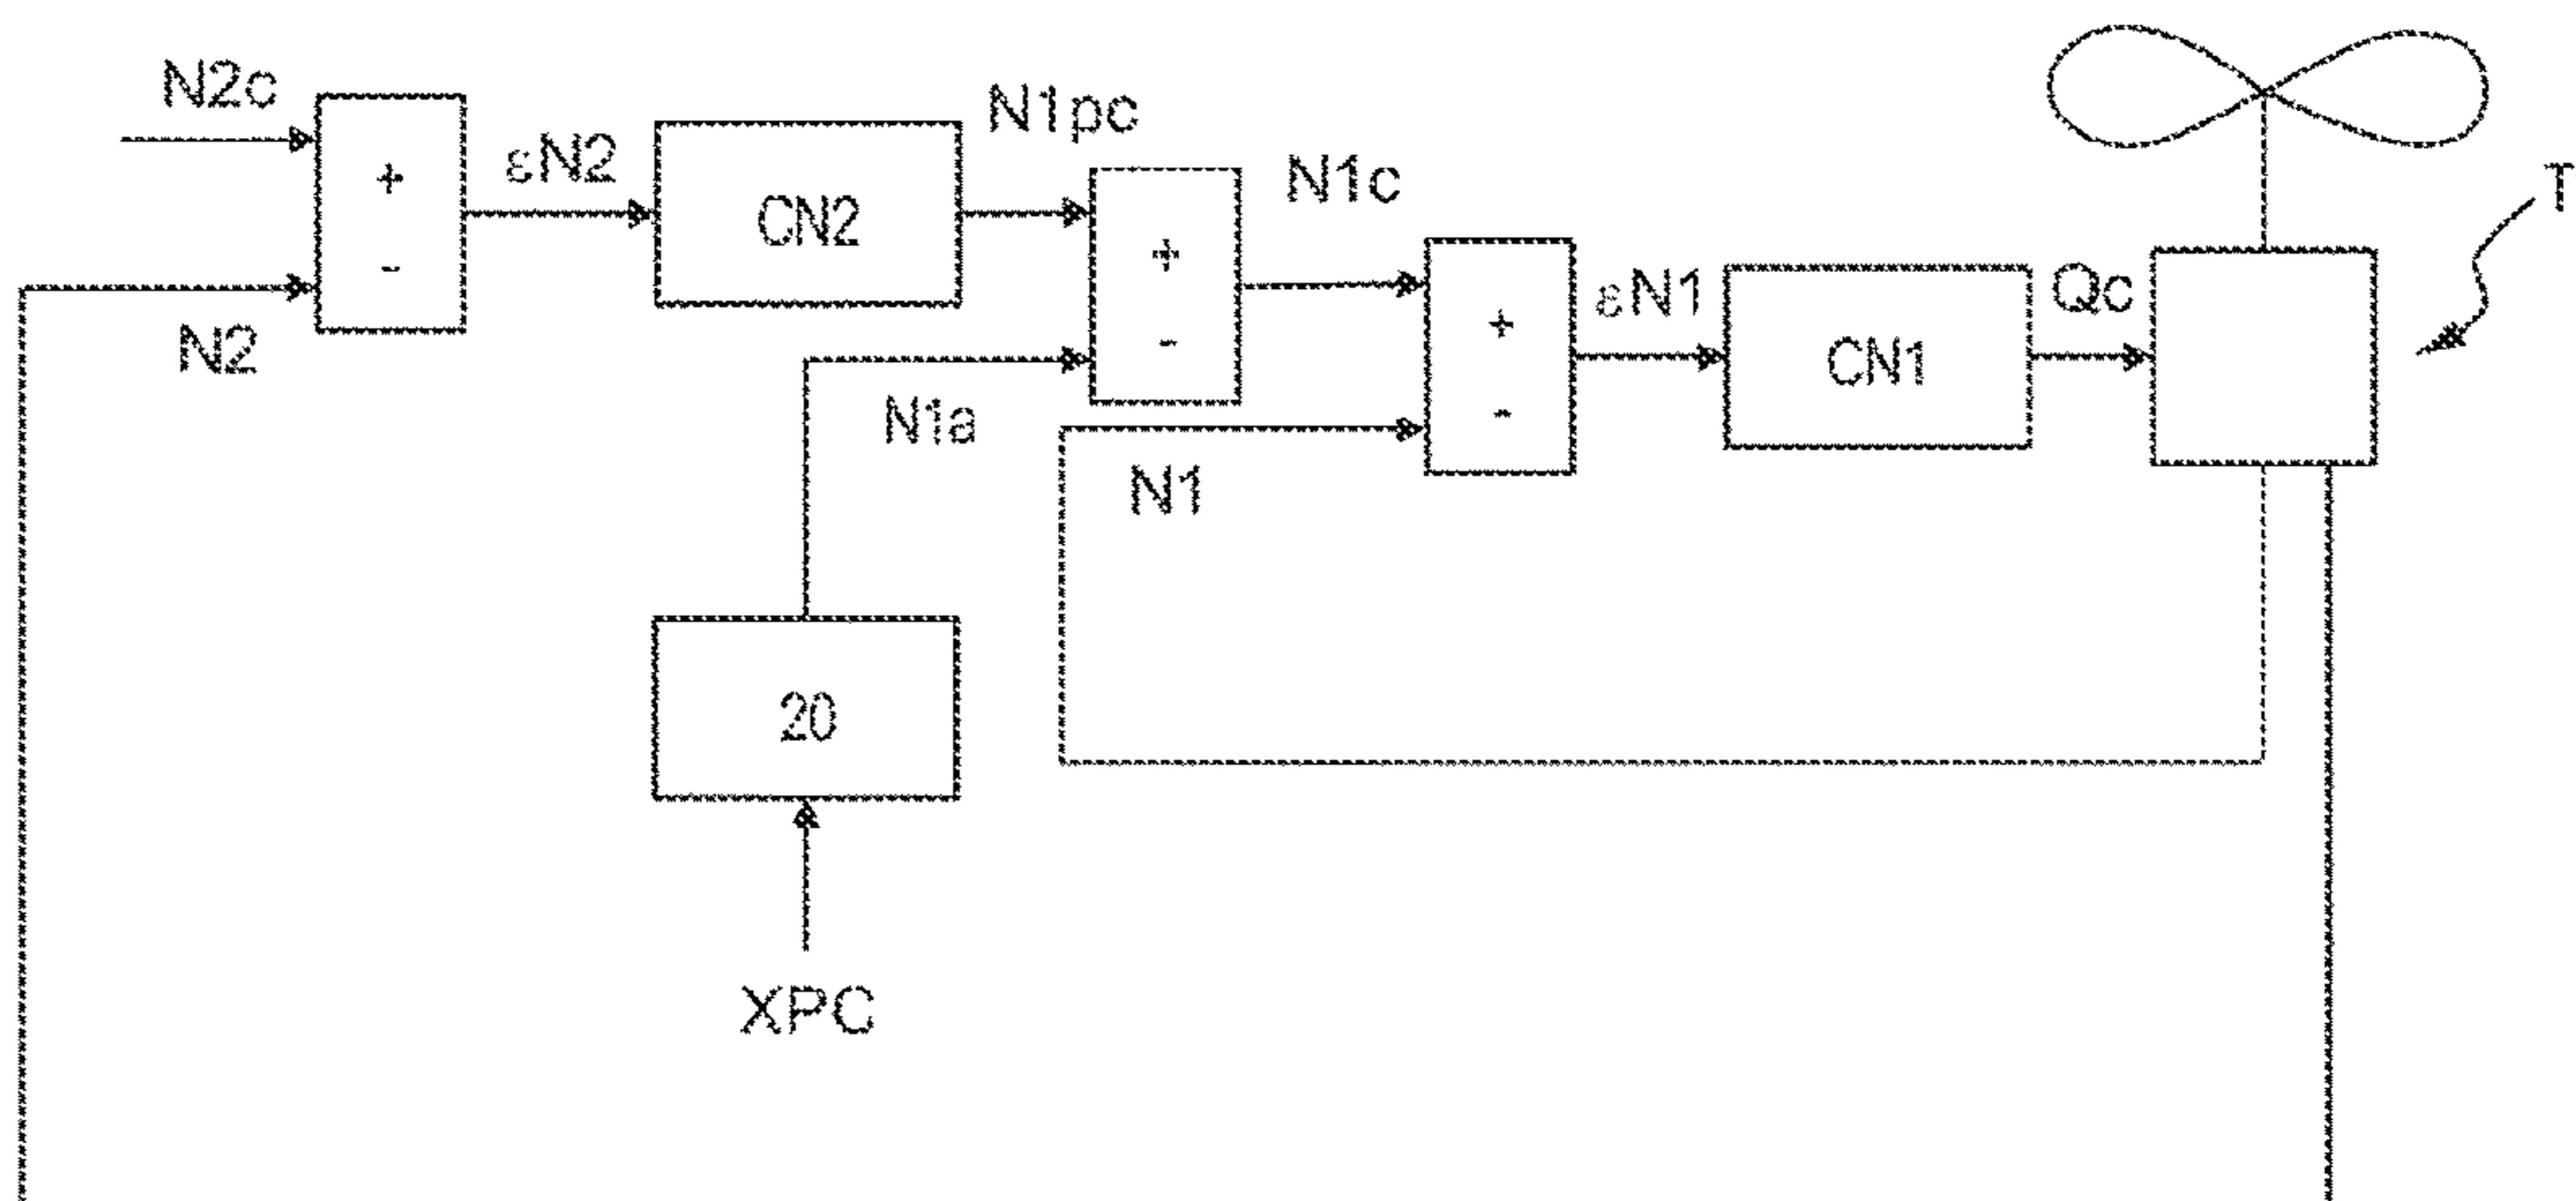 N2c
+
-
N2
εN2
CN2
N1pc
+
-
N1a
N1c
+
-
N1
εN1
CN1
Qc
T
20
XPC